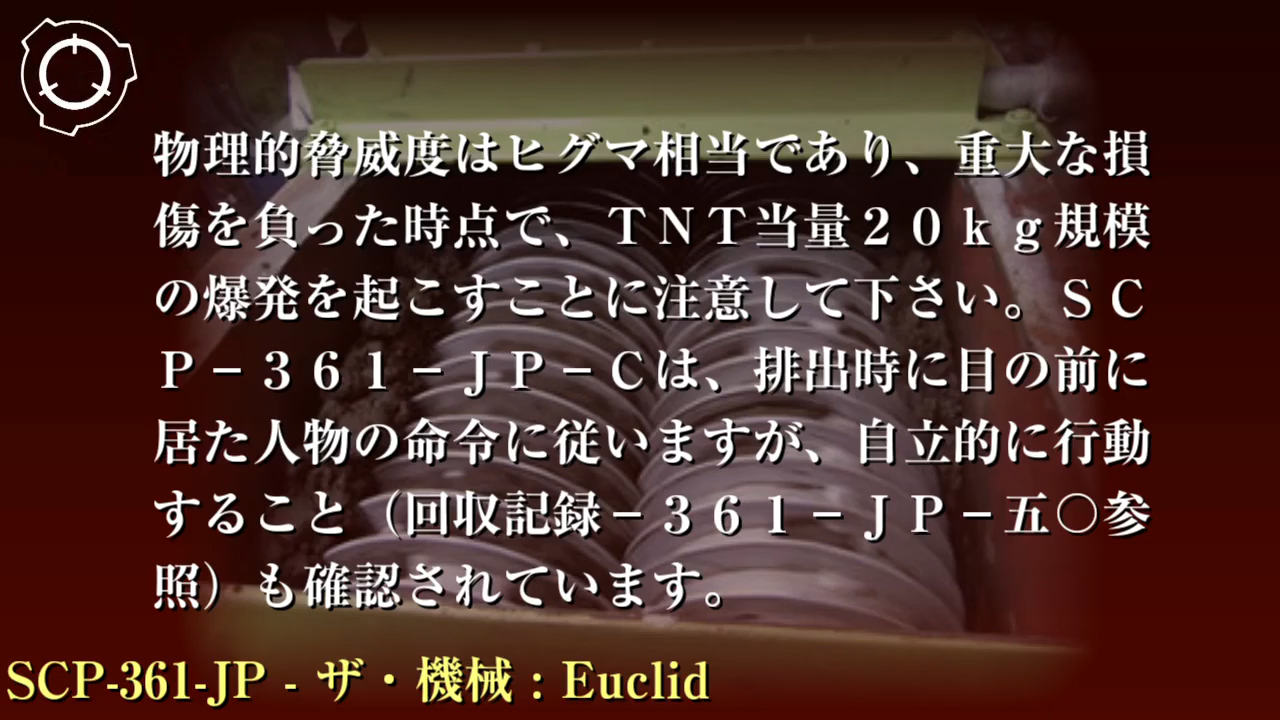 物理的脅威度はヒグマ相当であり、重大な損
傷を負った時点で、ＴＮＴ当量２０ｋｇ規模
の爆発を起こすことに注意して下さい。ＳＣ
Ｐ－３６１－ＪＰ－Ｃは、排出時に目の前に
居た人物の命令に従いますが、自立的に行動
すること（回収記録－３６１－ＪＰ－五〇参
照）も確認されています。
SCP-361-JP - ザ・機械 : Euclid